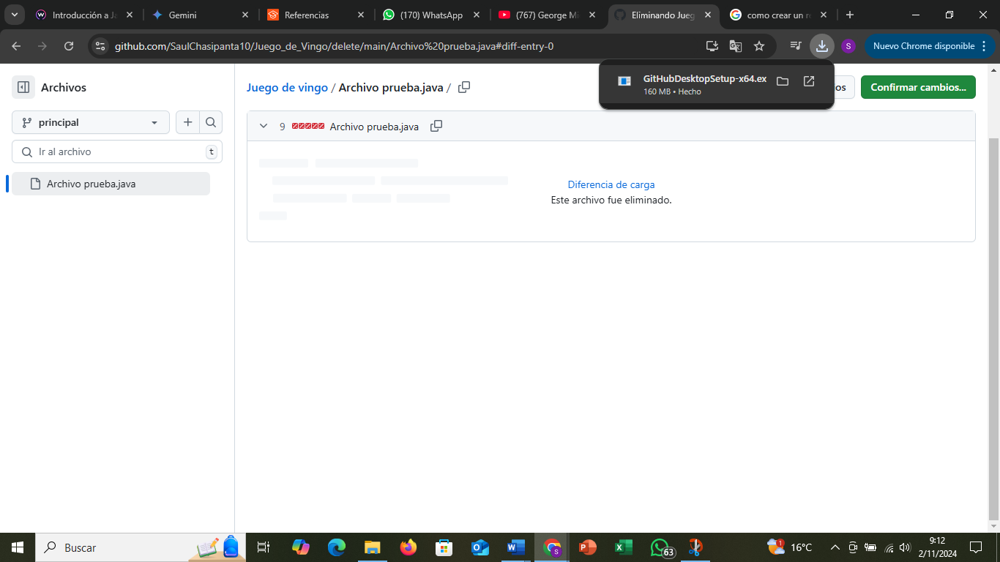 Introducción a Ja
Gemini
Referencias
(170) WhatsApp
(767) George Mi
Eliminando Jueg
como crear un re
github.com/SaulChasipanta10/Juego_de_Vingo/delete/main/Archivo%20prueba.java#diff-entry-0
S
Nuevo Chrome disponible
GitHubDesktopSetup-x64.ex
160 MB • Hecho
Archivos
Juego de vingo / Archivo prueba.java /
os
Confirmar cambios...
principal
9 Archivo prueba.java
Ir al archivo
t
Archivo prueba.java
Diferencia de carga
Este archivo fue eliminado.
Buscar
63
1
16°C
9:12
2/11/2024